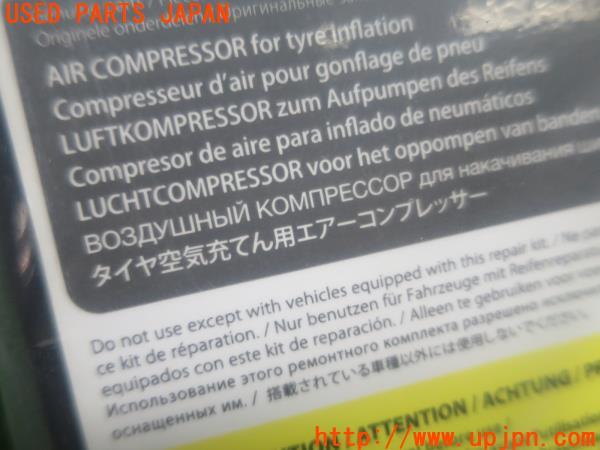 USED PARTS JAPAN
Originele onderdelen
AIR COMPRESSOR for tyre inflation
Compresseur d'air pour gonflage de pneu
LUFTKOMPRESSOR zum Aufpumpen des Reifens
Compresor de aire para inflado de neumáticos
LUCHTCOMPRESSOR voor het oppompen van banden
ВОЗДУШНЫЙ КОМПРЕССОР для накачивания
タイヤ空気充てん用エアーコンプレッサー
Do not use except with vehicles equipped with this repair kit. / Ne
ce kit de réparation. / Nur benutzen für Fahrzeuge mit
equipados con este kit de reparación. / Alleen te gebruiken voor
Использование этого ремонтного комплекта разрешено
оснащенных им. / 搭載されている車種以外には使用しないでください。
ATTENTION / ACHTUNG /
http://www.upjpn.com/